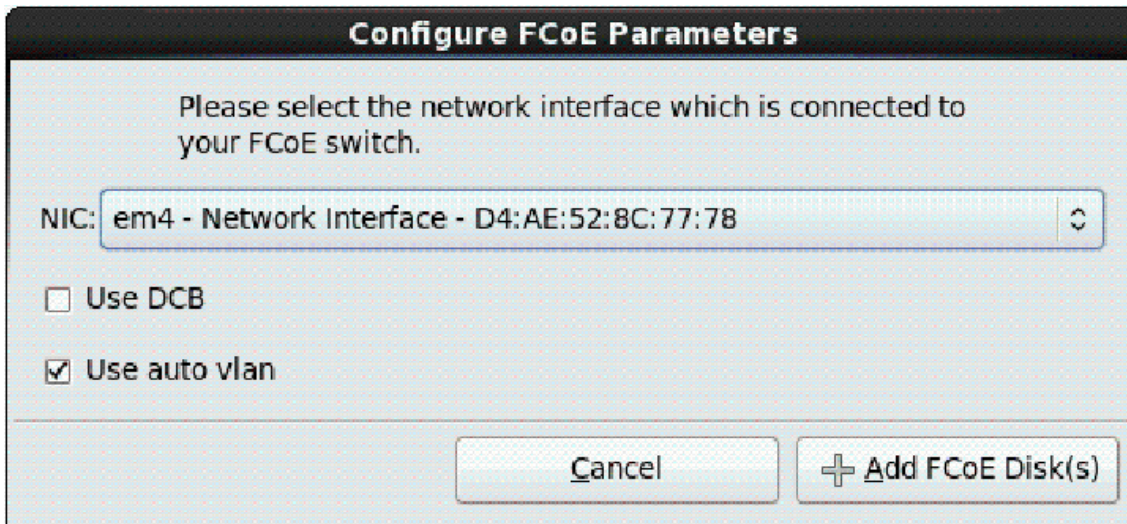 Configure FCoE Parameters
Please select the network interface which is connected to
your FCoE switch.
NIC: em4 - Network Interface - D4:AE:52:8C:77:78
Use DCB
Use auto vlan
Cancel
Add FCoE Disk(s)